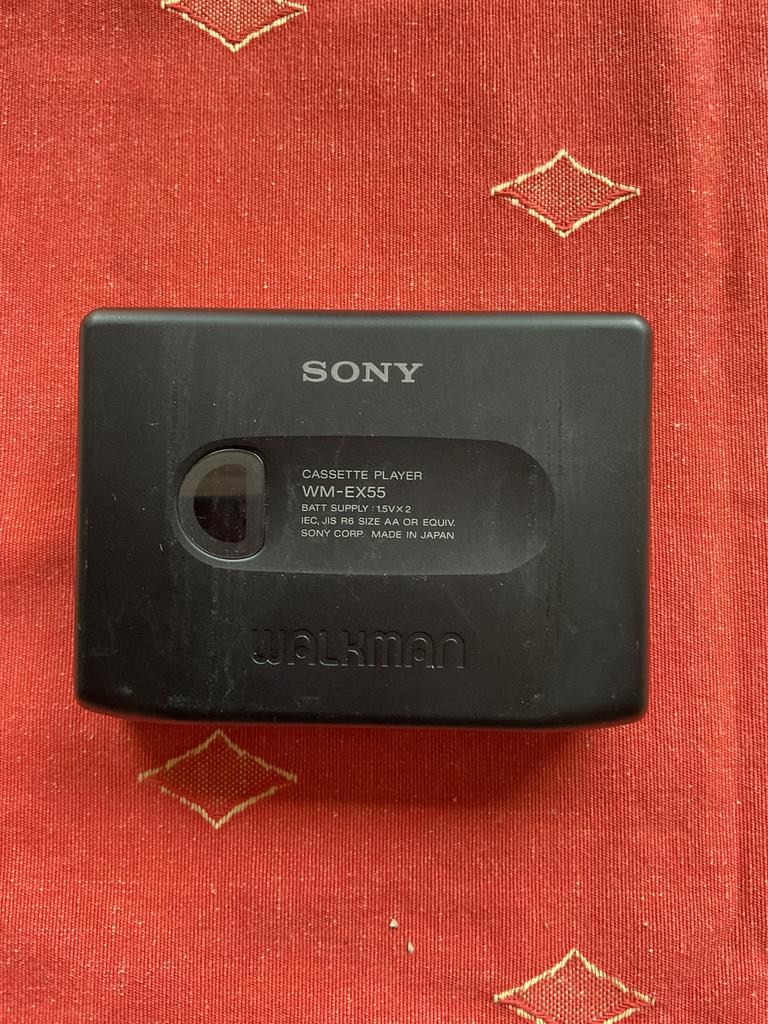 SONY
CASSETTE PLAYER
WM-EX55
BATT SUPPLY : 1.5V×2
IEC, JIS R6 SIZE AA OR EQUIV.
SONY CORP. MADE IN JAPAN
WALKMAN